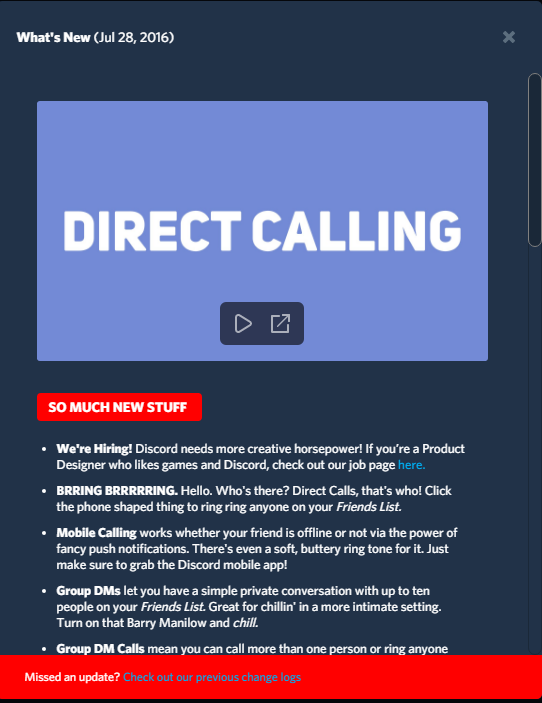 What's New (Jul 28, 2016)
DIRECT CALLING
SO MUCH NEW STUFF
• We're Hiring! Discord needs more creative horsepower! If you're a Product
Designer who likes games and Discord, check out our job page here.
• BRRING BRRRRRING. Hello. Who's there? Direct Calls, that's who! Click
the phone shaped thing to ring ring anyone on your Friends List.
• Mobile Calling works whether your friend is offline or not via the power of
fancy push notifications. There's even a soft, buttery ring tone for it. Just
make sure to grab the Discord mobile app!
• Group DMs let you have a simple private conversation with up to ten
people on your Friends List. Great for chillin' in a more intimate setting.
Turn on that Barry Manilow and chill.
• Group DM Calls mean you can call more than one person or ring anyone
Missed an update? Check out our previous change logs